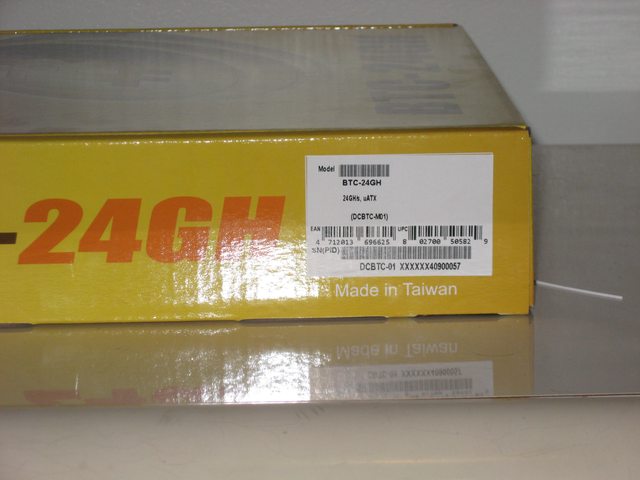 -24GH
Model
BTC-24GH
24GHs, uATX
(DCBTC-M01)
EAN 4 712013 696625 UPC 8 02700 50582 9
SN(PID)
DCBTC-01 XXXXXX40900057
Made in Taiwan